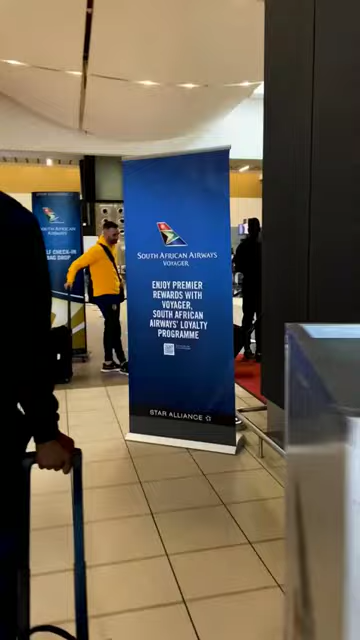 SOUTH AFRICAN AIRWAYS
VOYAGER
ENJOY PREMIER
REWARDS WITH
VOYAGER,
SOUTH AFRICAN
AIRWAYS' LOYALTY
PROGRAMME
STAR ALLIANCE
SOUTH AFRICAN
AIRWAYS
SELF CHECK-IN
BAG DROP